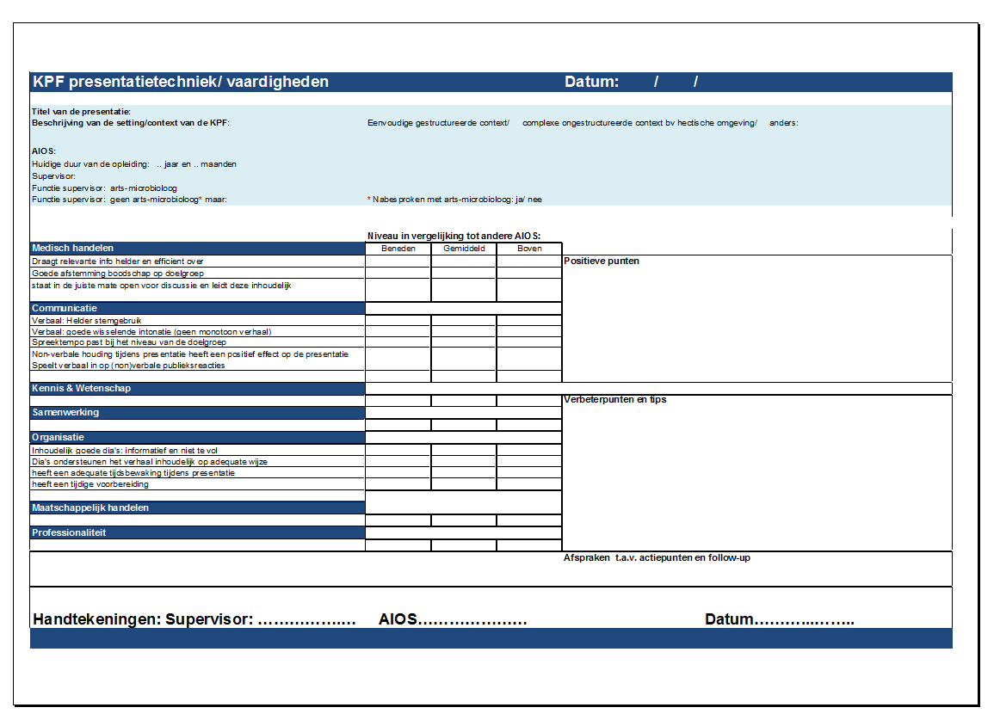 KPF presentatietechniek/ vaardigheden Datum: / /
Titel van de presentatie:
Beschrijving van de setting/context van de KPF: Eenvoudige gestructureerde context/ complexe ongestructureerde context bv hectische omgeving/ anders:
AIOS:
Huidige duur van de opleiding: .. jaar en .. maanden
Supervisor:
Functie supervisor: arts-microbioloog
Functie supervisor: geen arts-microbioloog* maar: * Nabesproken met arts-microbioloog: ja/ nee
Niveau in vergelijking tot andere AIOS:
Medisch handelen Beneden Gemiddeld Boven
Draagt relevante info helder en efficient over Positieve punten
Goede afstemming boodschap op doelgroep
staat in de juiste mate open voor discussie en leidt deze inhoudelijk
Communicatie
Verbaal: Helder stemgebruik
Verbaal: goede wisselende intonatie (geen monotoon verhaal)
Spreektempo past bij het niveau van de doelgroep
Non-verbale houding tijdens presentatie heeft een positief effect op de presentatie
Speelt verbaal in op (non)verbale publieksreacties
Kennis & Wetenschap
Verbeterpunten en tips
Samenwerking
Organisatie
Inhoudelijk goede dia's: informatief en niet te vol
Dia's ondersteunen het verhaal inhoudelijk op adequate wijze
heeft een adequate tijdsbewaking tijdens presentatie
heeft een tijdige voorbereiding
Maatschappelijk handelen
Professionaliteit
Afspraken t.a.v. actiepunten en follow-up
Handtekeningen: Supervisor: ………………. AIOS………………… Datum………..……..